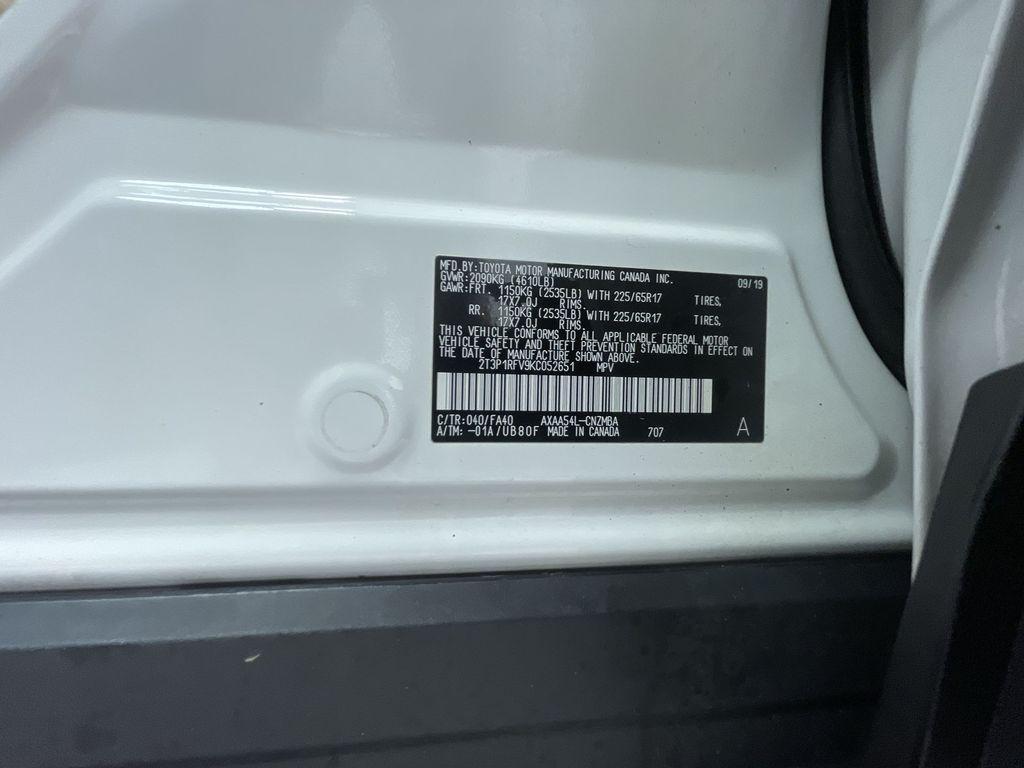 MFD.BY:TOYOTA MOTOR MANUFACTURING CANADA INC. 09/19
GVWR:2090KG (4610LB)
GAWR:FRT. 1150KG (2535LB) WITH 225/65R17 TIRES,
17X7.0J RIMS.
RR. 1150KG (2535LB) WITH 225/65R17 TIRES,
17X7.0J RIMS.
THIS VEHICLE CONFORMS TO ALL APPLICABLE FEDERAL MOTOR
VEHICLE SAFETY AND THEFT PREVENTION STANDARDS IN EFFECT ON
THE DATE OF MANUFACTURE SHOWN ABOVE.
2T3P1RFV9KC052651 MPV
C/TR:040/FA40 AXAA54L-CNZMBA
A/TM: -01A/UB80F MADE IN CANADA 707 A